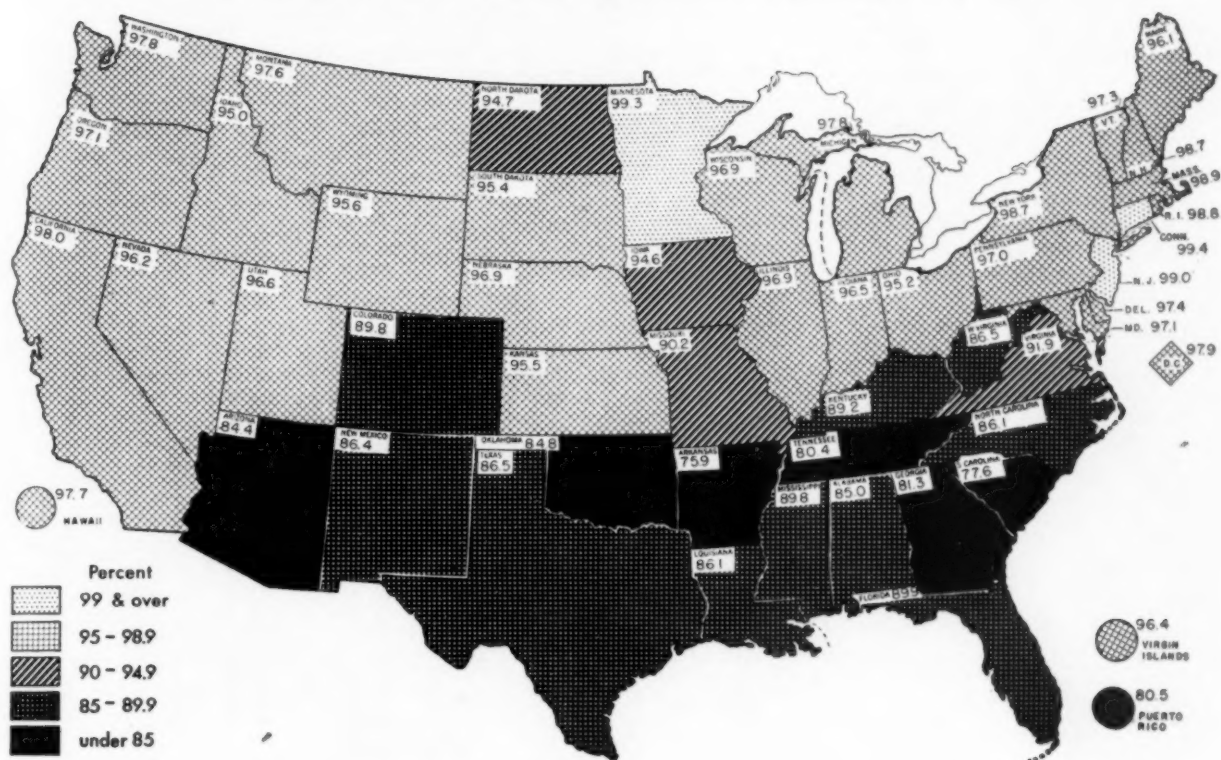 WASHINGTON
97.8
MONTANA
97.6
NORTH DAKOTA
94.7
MINNESOTA
99.3
MAINE
96.1
IDAHO
95.0
OREGON
97.1
SOUTH DAKOTA
95.4
WISCONSIN
96.9
97.8
MICHIGAN
97.3
VT.
N.H.
98.7
MASS.
98.9
R.I. 98.8
CONN.
99.4
NEW YORK
98.7
WYOMING
95.6
CALIFORNIA
98.0
NEVADA
96.2
UTAH
96.6
NEBRASKA
96.9
IOWA
94.6
ILLINOIS
96.9
INDIANA
96.5
OHIO
95.2
PENNSYLVANIA
97.0
N.J. 99.0
DEL. 97.4
MD. 97.1
D.C.
97.9
COLORADO
89.8
KANSAS
95.5
MISSOURI
90.2
KENTUCKY
89.2
W. VIRGINIA
86.5
VIRGINIA
91.9
ARIZONA
84.4
NEW MEXICO
86.4
OKLAHOMA 84.8
TEXAS
86.5
ARKANSAS
75.9
TENNESSEE
80.4
NORTH CAROLINA
86.1
S. CAROLINA
77.6
MISSISSIPPI
89.8
ALABAMA
85.0
GEORGIA
81.3
LOUISIANA
86.1
FLORIDA 89.9
97.7
HAWAII
Percent
99 & over
95 - 98.9
90 - 94.9
85 - 89.9
under 85
96.4
VIRGIN
ISLANDS
80.5
PUERTO
RICO